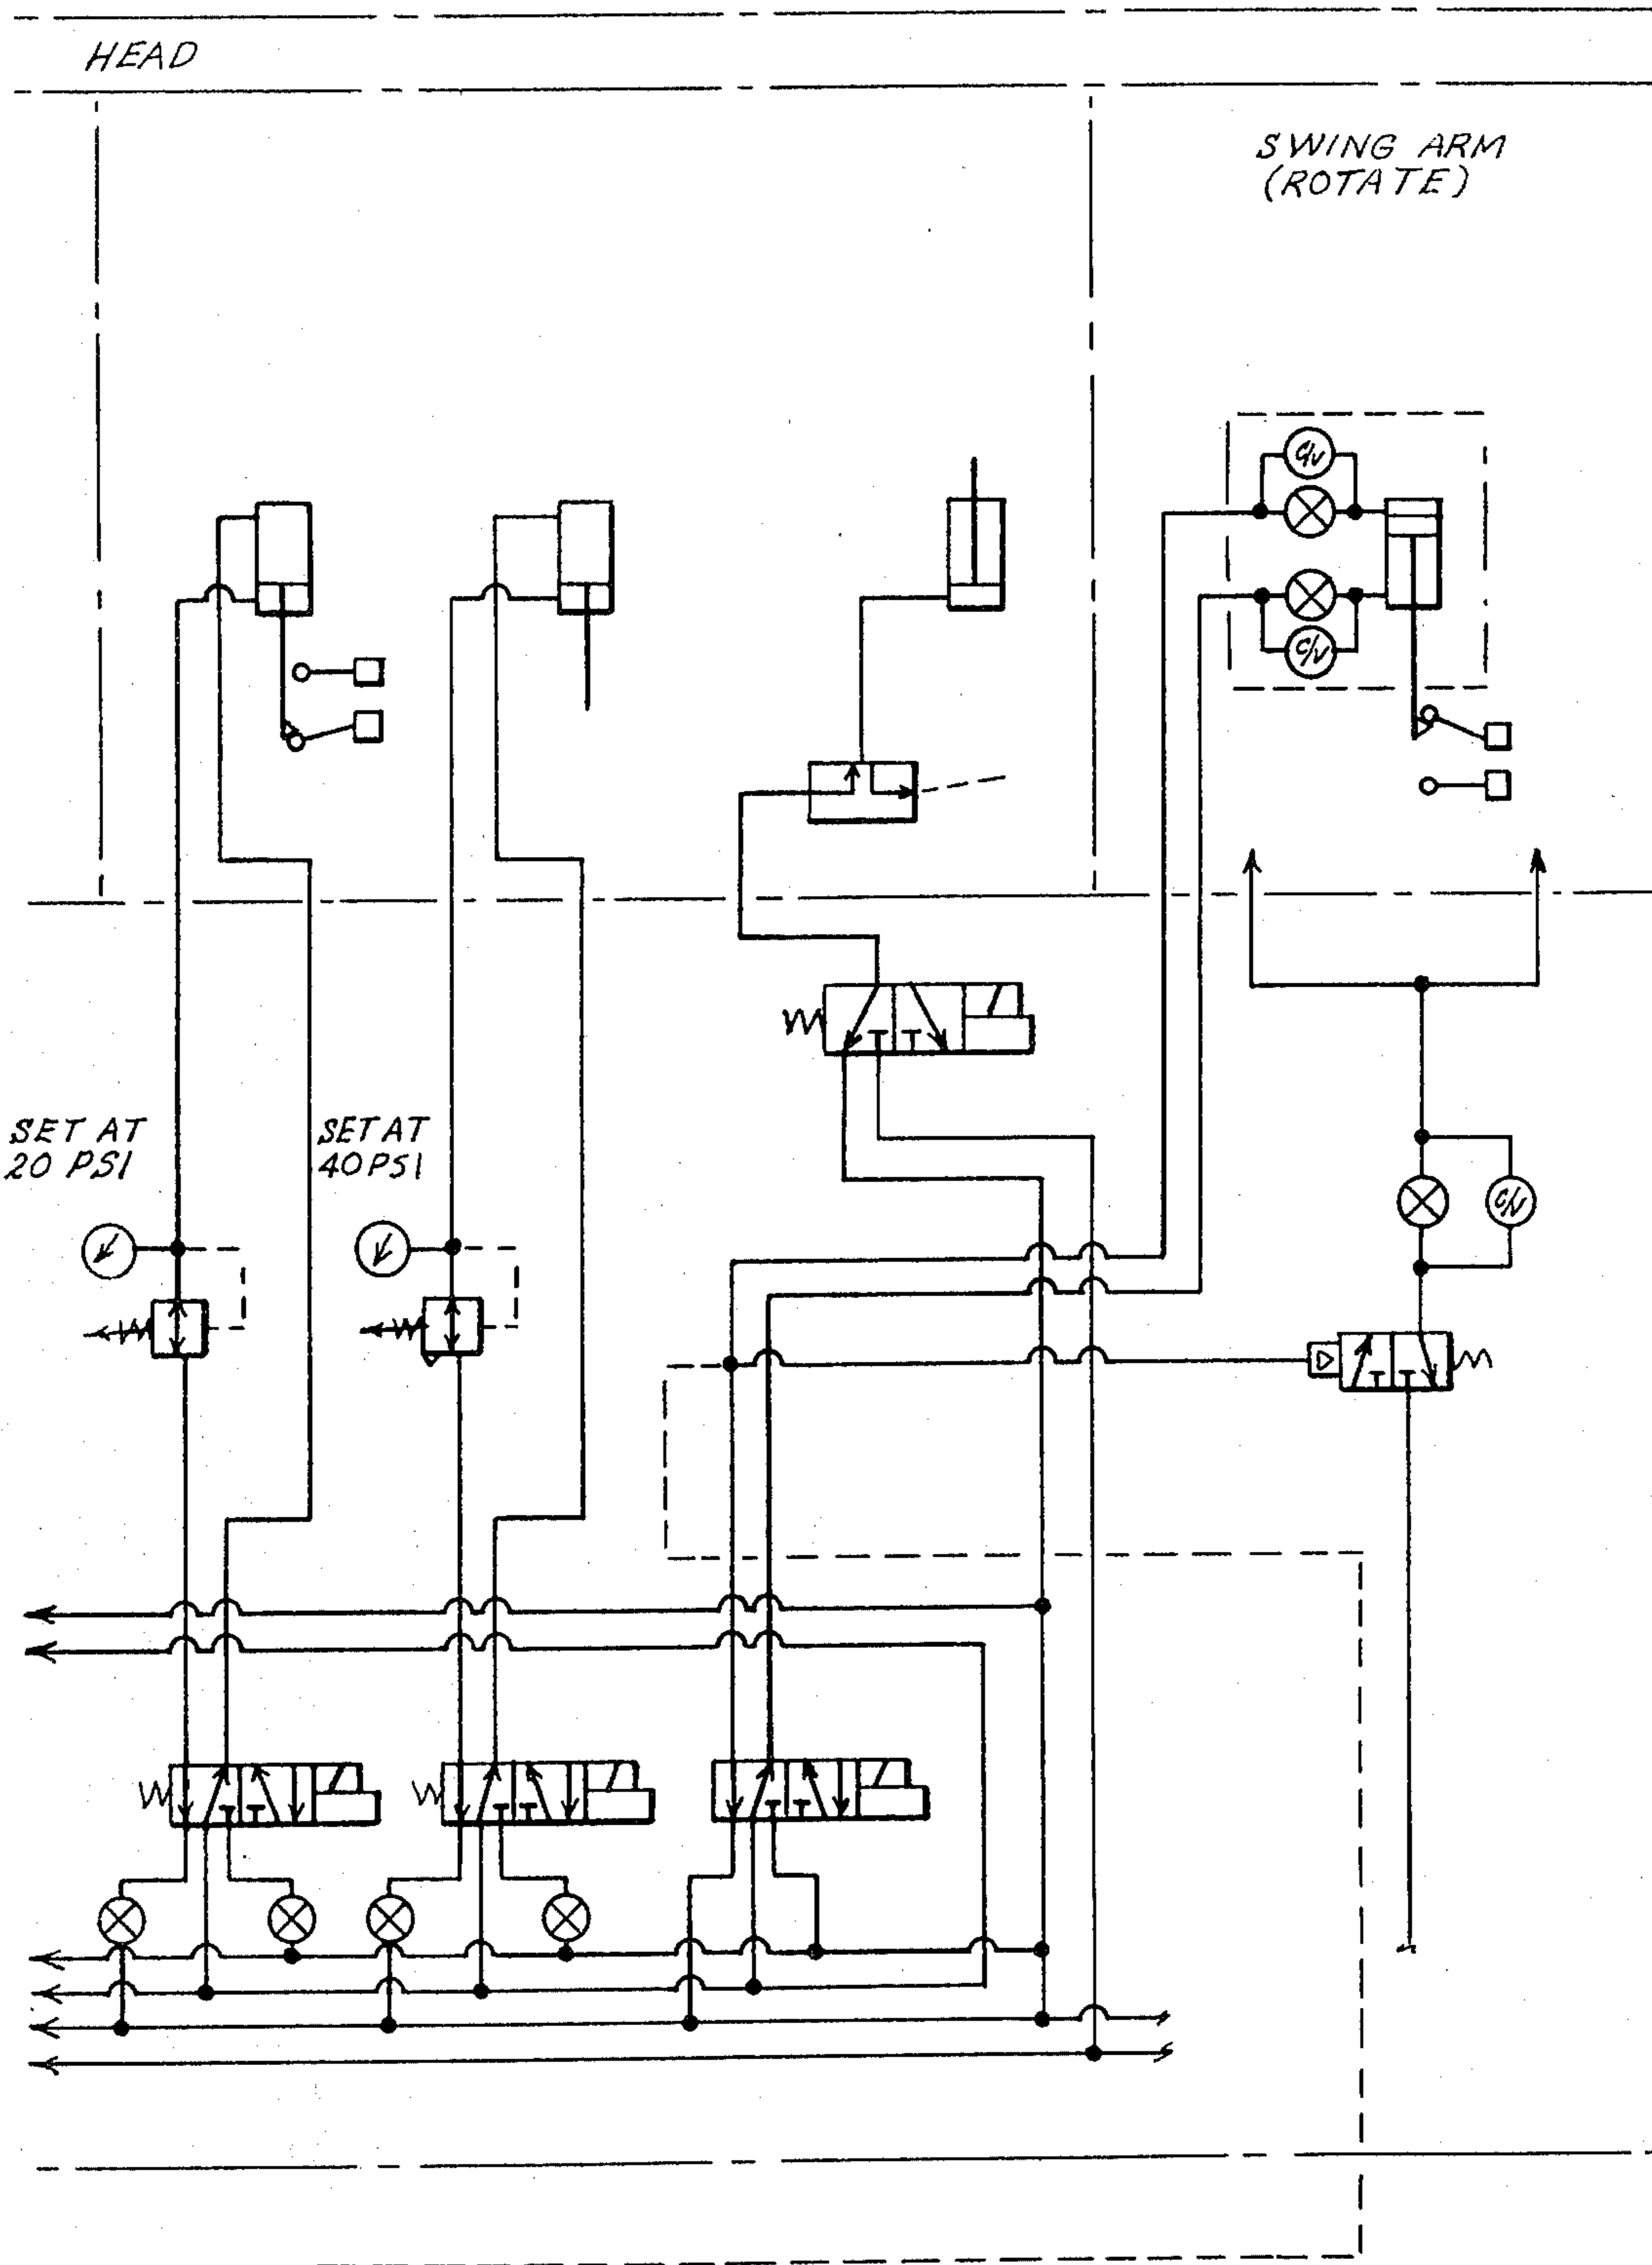 HEAD
SWING ARM
(ROTATE)
C/V
C/V
SET AT
20 PSI
SET AT
40 PSI
C/V